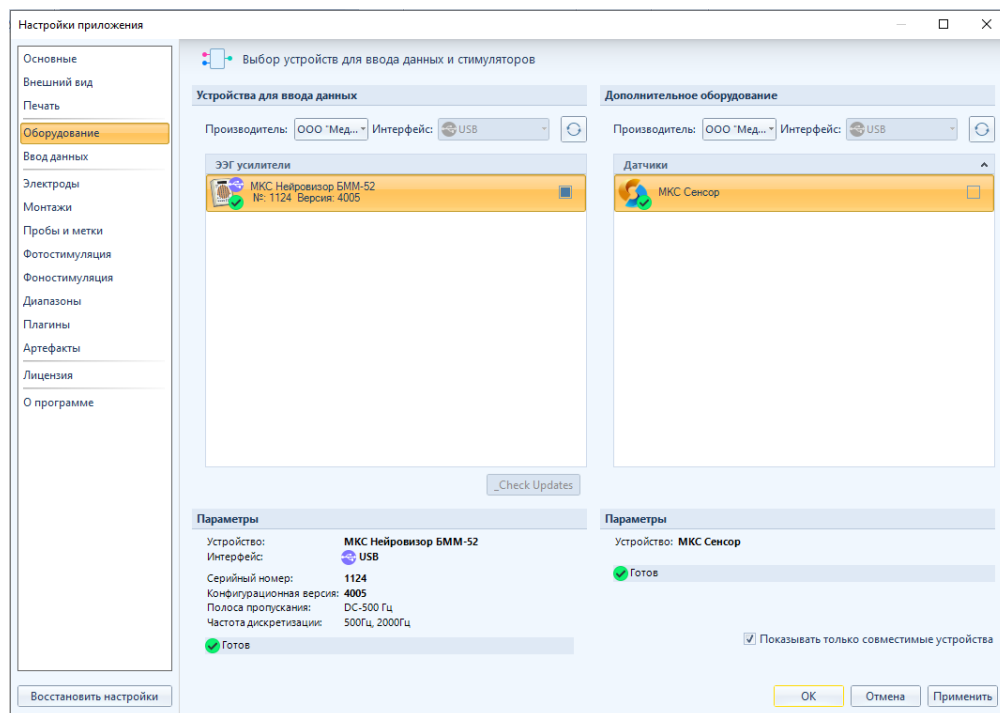 Настройки приложения
Основные
Внешний вид
Печать
Оборудование
Ввод данных
Электроды
Монтажи
Пробы и метки
Фотостимуляция
Фоностимуляция
Диапазоны
Плагины
Артефакты
Лицензия
О программе
Восстановить настройки
Выбор устройств для ввода данных и стимуляторов
Устройства для ввода данных
Производитель: ООО "Мед... Интерфейс: USB
ЭЭГ усилители
МКС Нейровизор БММ-52
№: 1124 Версия: 4005
_Check Updates
Параметры
Устройство: МКС Нейровизор БММ-52
Интерфейс: USB
Серийный номер: 1124
Конфигурационная версия: 4005
Полоса пропускания: DC-500 Гц
Частота дискретизации: 500Гц, 2000Гц
Готов
Дополнительное оборудование
Производитель: ООО "Мед... Интерфейс: USB
Датчики
МКС Сенсор
Параметры
Устройство: МКС Сенсор
Готов
Показывать только совместимые устройства
OK Отмена Применить